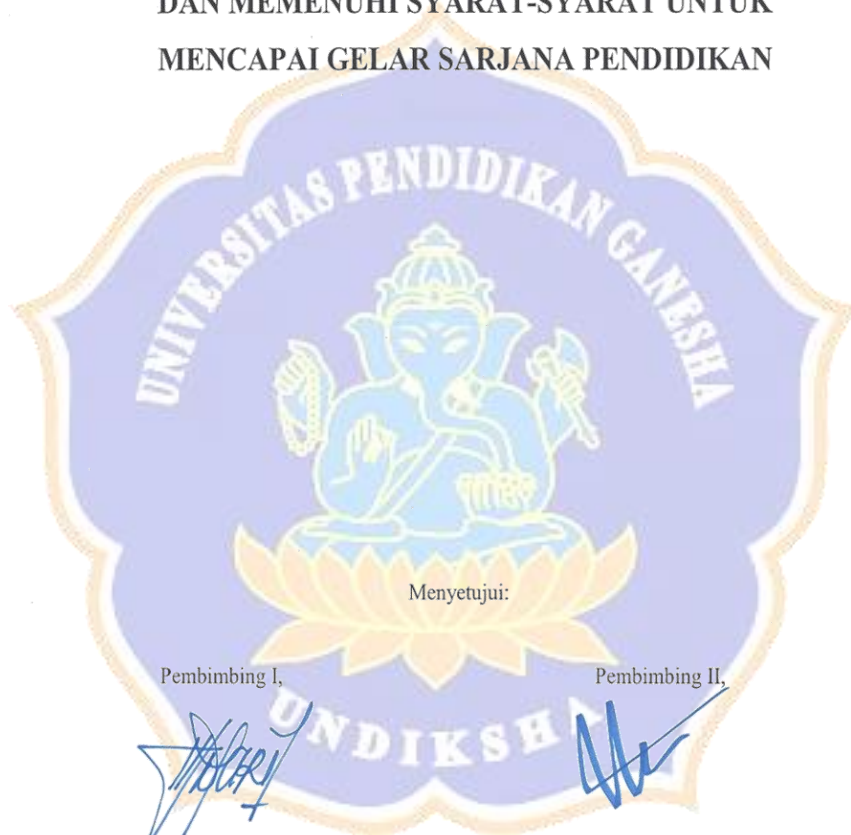 DAN MEMENUHI SYARAT-SYARAT UNTUK
MENCAPAI GELAR SARJANA PENDIDIKAN
UNIVERSITAS PENDIDIKAN GANESHA
Menyetujui:
Pembimbing I,
Pembimbing II,
UNDIKSHA